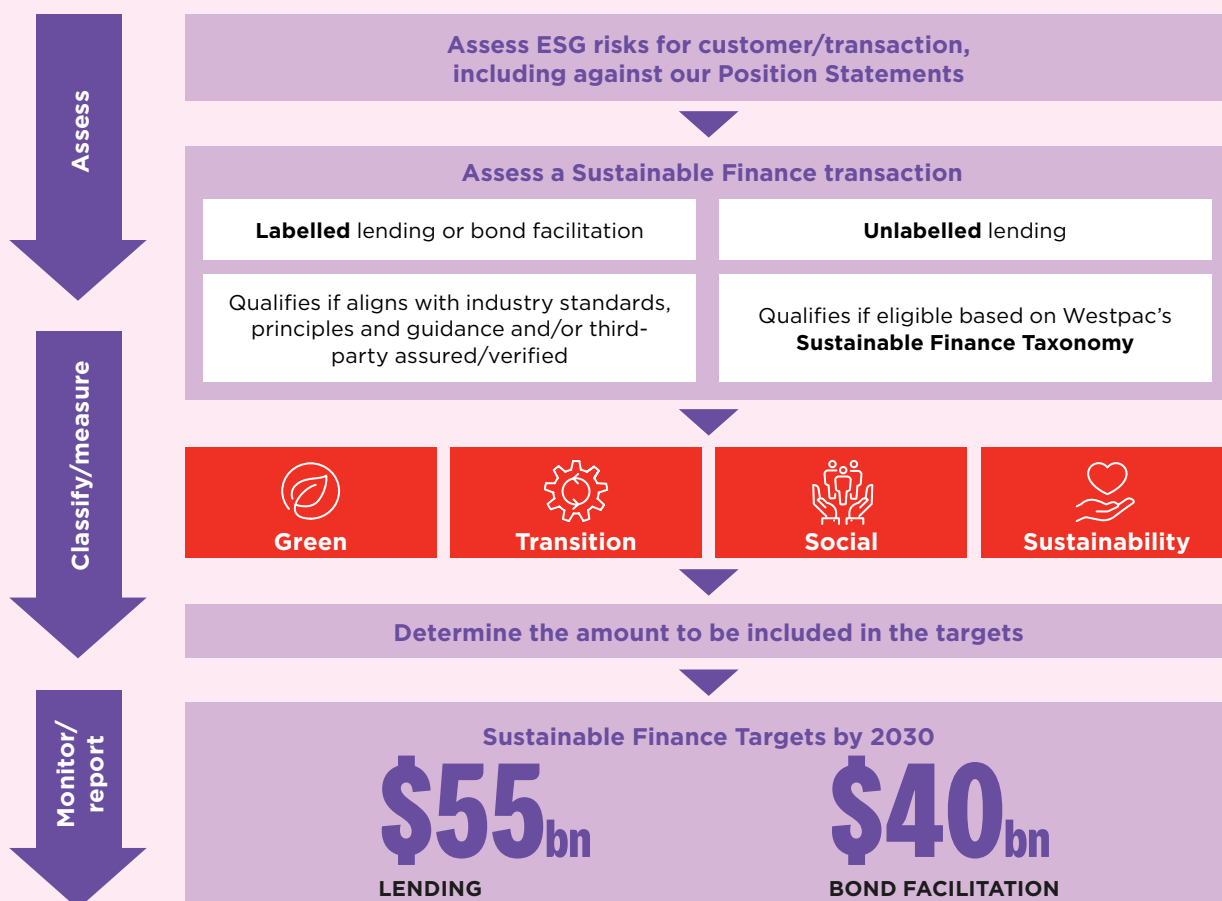 Assess
Assess ESG risks for customer/transaction,
including against our Position Statements
Assess a Sustainable Finance transaction
Labelled lending or bond facilitation
Unlabelled lending
Qualifies if aligns with industry standards,
principles and guidance and/or third-
party assured/verified
Qualifies if eligible based on Westpac's
Sustainable Finance Taxonomy
Classify/measure
Green
Transition
Social
Sustainability
Determine the amount to be included in the targets
Monitor/
report
Sustainable Finance Targets by 2030
$55bn
LENDING
$40bn
BOND FACILITATION